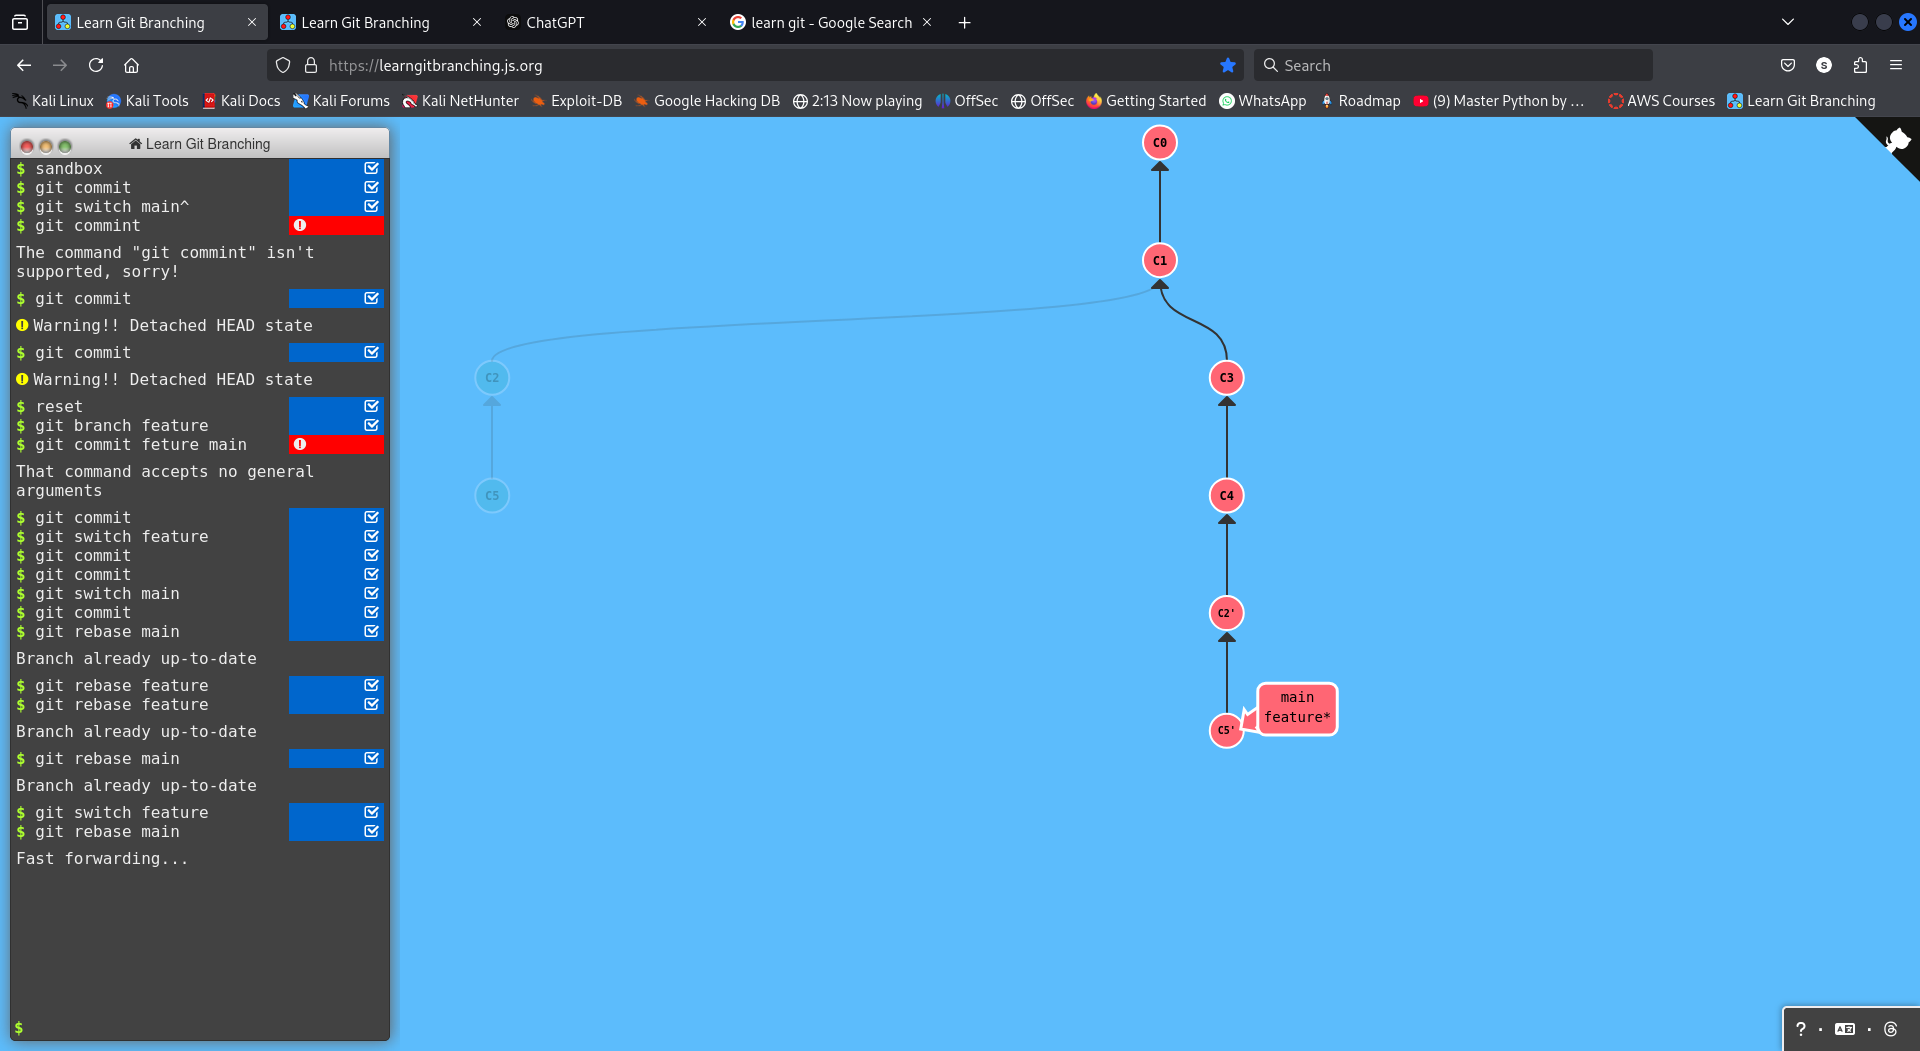 Learn Git Branching
Learn Git Branching
ChatGPT
learn git - Google Search
https://learngitbranching.js.org
Search
S
Kali Linux
Kali Tools
Kali Docs
Kali Forums
Kali NetHunter
Exploit-DB
Google Hacking DB
2:13 Now playing
OffSec
OffSec
Getting Started
WhatsApp
Roadmap
(9) Master Python by ...
AWS Courses
Learn Git Branching
Learn Git Branching
$ sandbox
$ git commit
$ git switch main^
$ git commint
The command "git commint" isn't
supported, sorry!
$ git commit
Warning!! Detached HEAD state
$ git commit
Warning!! Detached HEAD state
$ reset
$ git branch feature
$ git commit feture main
That command accepts no general
arguments
$ git commit
$ git switch feature
$ git commit
$ git commit
$ git switch main
$ git commit
$ git rebase main
Branch already up-to-date
$ git rebase feature
$ git rebase feature
Branch already up-to-date
$ git rebase main
Branch already up-to-date
$ git switch feature
$ git rebase main
Fast forwarding...
$
C0
C1
C2
C3
C5
C4
C2'
C5'
main
feature*
?